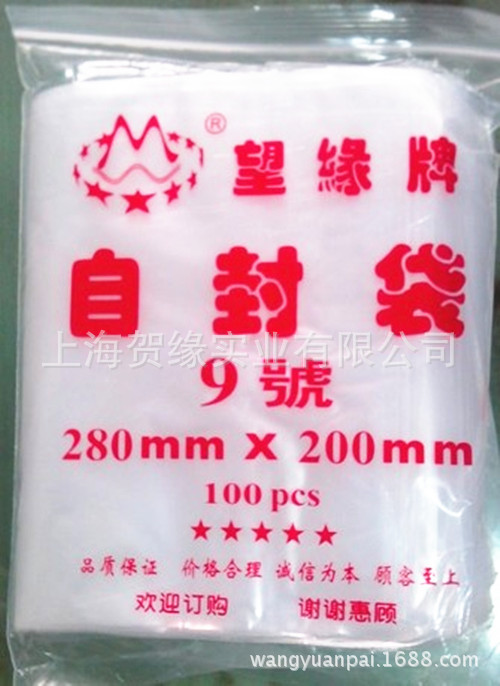 ® 望緣牌
自封袋
上海贺缘实业有限公司
9號
280mm X 200mm
100 pcs
★★★★★
品质保证 价格合理 诚信为本 顾客至上
欢迎订购 谢谢惠顾
wangyuanpai.1688.com